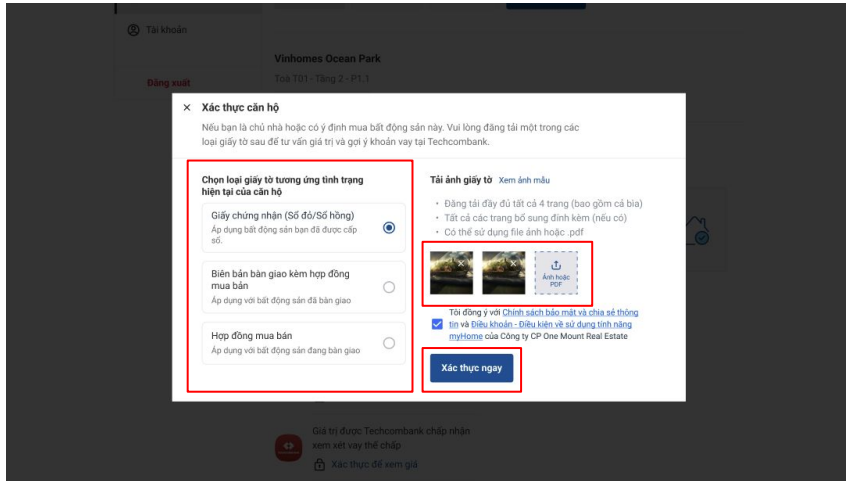 Tài khoản
Đăng xuất
Vinhomes Ocean Park
Toà T01 - Tầng 2 - P1.1
Xác thực căn hộ
Nếu bạn là chủ nhà hoặc có ý định mua bất động sản này. Vui lòng đăng tải một trong các
loại giấy tờ sau để tư vấn giá trị và gợi ý khoản vay tại Techcombank.
Chọn loại giấy tờ tương ứng tình trạng
hiện tại của căn hộ
Giấy chứng nhận (Sổ đỏ/Sổ hồng)
Áp dụng bất động sản bạn đã được cấp
sổ.
Biên bản bàn giao kèm hợp đồng
mua bán
Áp dụng với bất động sản đã bàn giao
Hợp đồng mua bán
Áp dụng với bất động sản đang bàn giao
Tải ảnh giấy tờ Xem ảnh mẫu
• Đăng tải đầy đủ tất cả 4 trang (bao gồm cả bìa)
• Tất cả các trang bổ sung đính kèm (nếu có)
• Có thể sử dụng file ảnh hoặc .pdf
Ảnh hoặc
PDF
Tôi đồng ý với Chính sách bảo mật và chia sẻ thông
tin và Điều khoản - Điều kiện về sử dụng tính năng
myHome của Công ty CP One Mount Real Estate
Xác thực ngay
Giá trị được Techcombank chấp nhận
xem xét vay thế chấp
Xác thực để xem giá